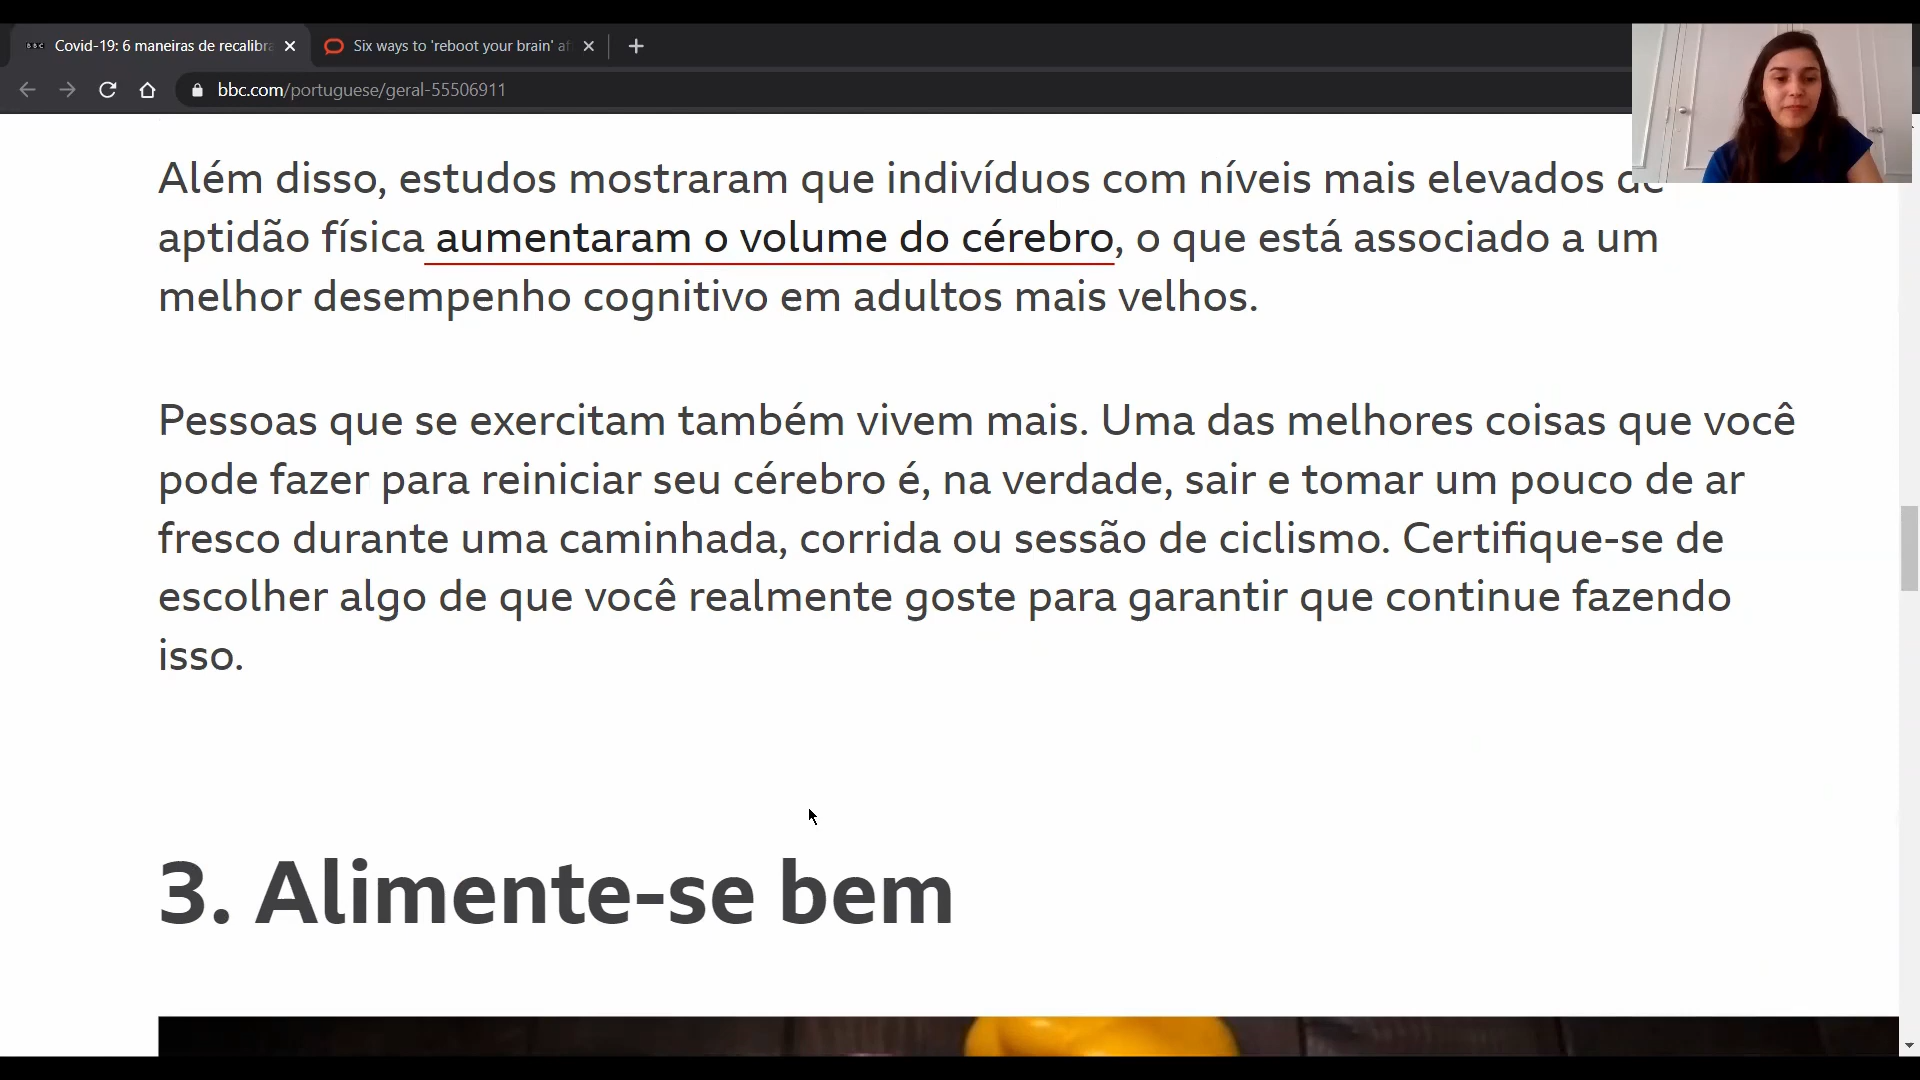 BBC Covid-19: 6 maneiras de recalibra
Six ways to 'reboot your brain' af
bbc.com/portuguese/geral-55506911
Além disso, estudos mostraram que indivíduos com níveis mais elevados de
aptidão física aumentaram o volume do cérebro, o que está associado a um
melhor desempenho cognitivo em adultos mais velhos.
Pessoas que se exercitam também vivem mais. Uma das melhores coisas que você
pode fazer para reiniciar seu cérebro é, na verdade, sair e tomar um pouco de ar
fresco durante uma caminhada, corrida ou sessão de ciclismo. Certifique-se de
escolher algo de que você realmente goste para garantir que continue fazendo
isso.
3. Alimente-se bem